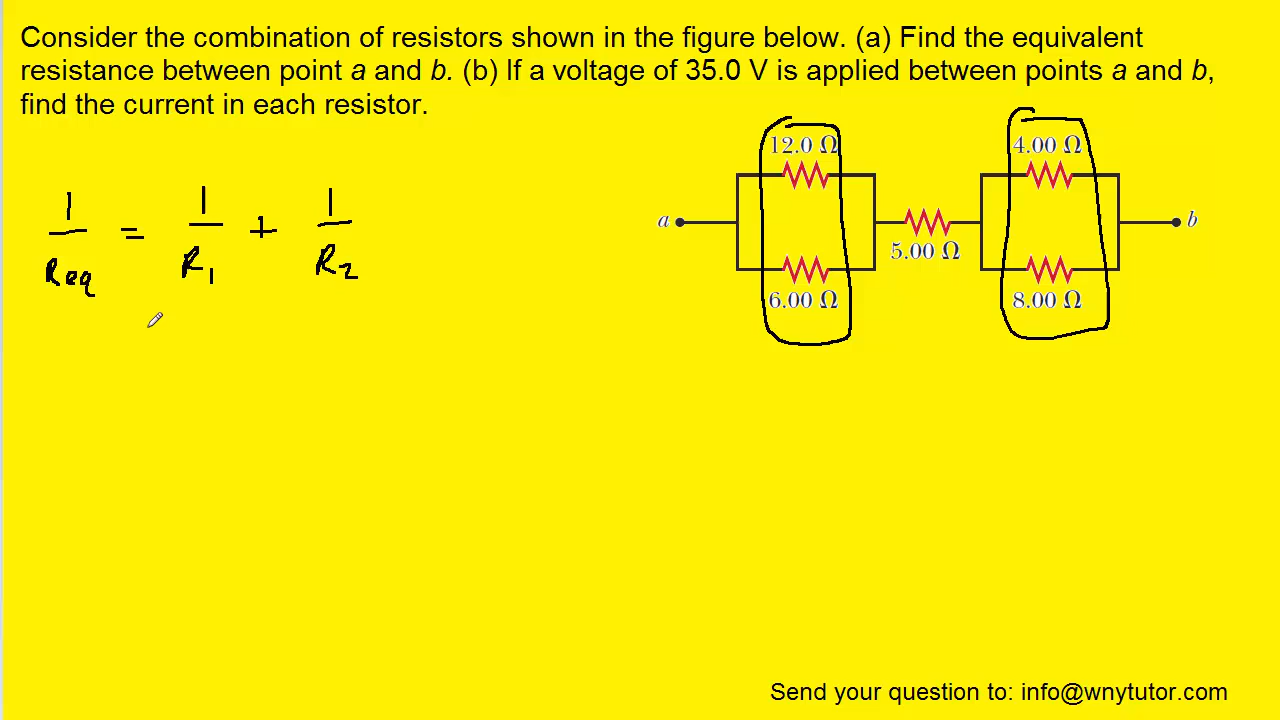 Consider the combination of resistors shown in the figure below. (a) Find the equivalent
resistance between point a and b. (b) If a voltage of 35.0 V is applied between points a and b,
find the current in each resistor.
1/Req = 1/R1 + 1/R2
12.0 Ω
4.00 Ω
a
5.00 Ω
b
6.00 Ω
8.00 Ω
Send your question to: info@wnytutor.com